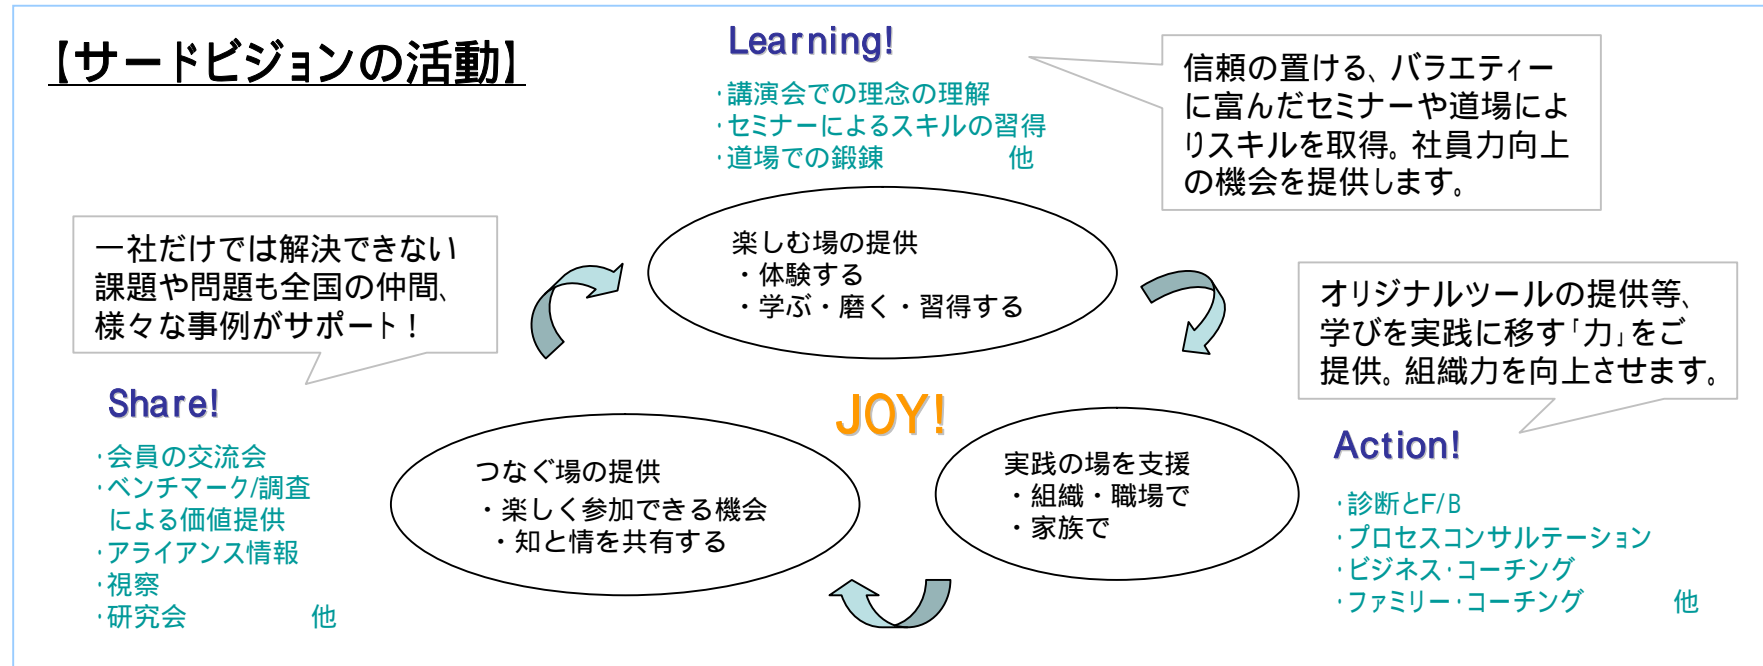 【サードビジョンの活動】
Learning!
・講演会での理念の理解
・セミナーによるスキルの習得
・道場での鍛錬　　　　　他
信頼の置ける、バラエティー
に富んだセミナーや道場によ
りスキルを取得。社員力向上
の機会を提供します。
楽しむ場の提供
・体験する
・学ぶ・磨く・習得する
一社だけでは解決できない
課題や問題も全国の仲間、
様々な事例がサポート！
オリジナルツールの提供等、
学びを実践に移す「力」をご
提供。組織力を向上させます。
Share!
・会員の交流会
・ベンチマーク/調査
による価値提供
・アライアンス情報
・視察
・研究会　　　　　他
JOY!
つなぐ場の提供
・楽しく参加できる機会
・知と情を共有する
実践の場を支援
・組織・職場で
・家族で
Action!
・診断とF/B
・プロセスコンサルテーション
・ビジネス・コーチング
・ファミリー・コーチング　　　　他